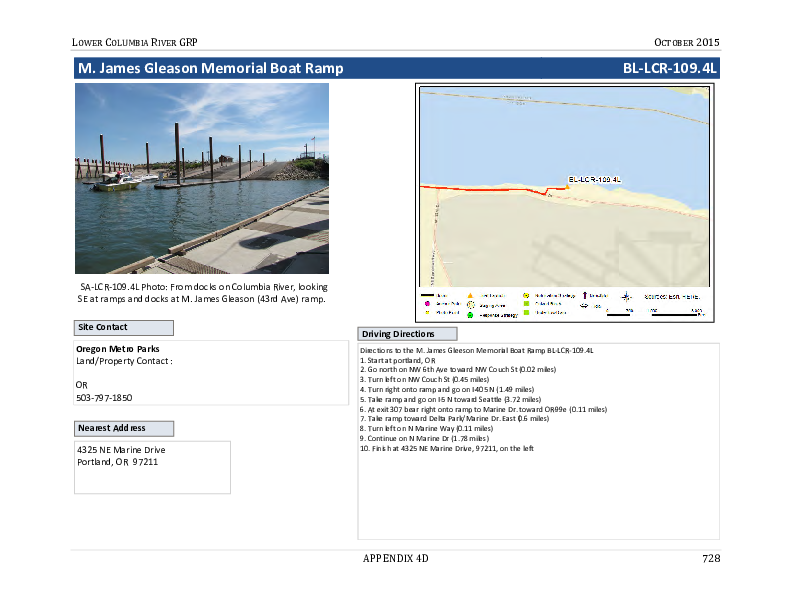 LOWER COLUMBIA RIVER GRP
OCTOBER 2015
M. James Gleason Memorial Boat Ramp
BL-LCR-109.4L
BL-LCR-109.4L
Sources: Esri, HERE,
SA-LCR-109.4L Photo: From docks on Columbia River, looking
SE at ramps and docks at M. James Gleason (43rd Ave) ramp.
Site Contact
Oregon Metro Parks
Land/Property Contact :
OR
503-797-1850
Nearest Address
4325 NE Marine Drive
Portland, OR 97211
Driving Directions
Directions to the M. James Gleason Memorial Boat Ramp BL-LCR-109.4L
1. Start at portland, OR
2. Go north on NW 6th Ave toward NW Couch St (0.02 miles)
3. Turn left on NW Couch St (0.45 miles)
4. Turn right onto ramp and go on I-405 N (1.49 miles)
5. Take ramp and go on I-5 N toward Seattle (3.72 miles)
6. At exit 307 bear right onto ramp to Marine Dr. toward OR99e (0.11 miles)
7. Take ramp toward Delta Park/Marine Dr. East (0.6 miles)
8. Turn left on N Marine Way (0.11 miles)
9. Continue on N Marine Dr (1.78 miles)
10. Finish at 4325 NE Marine Drive, 97211, on the left
APPENDIX 4D
728